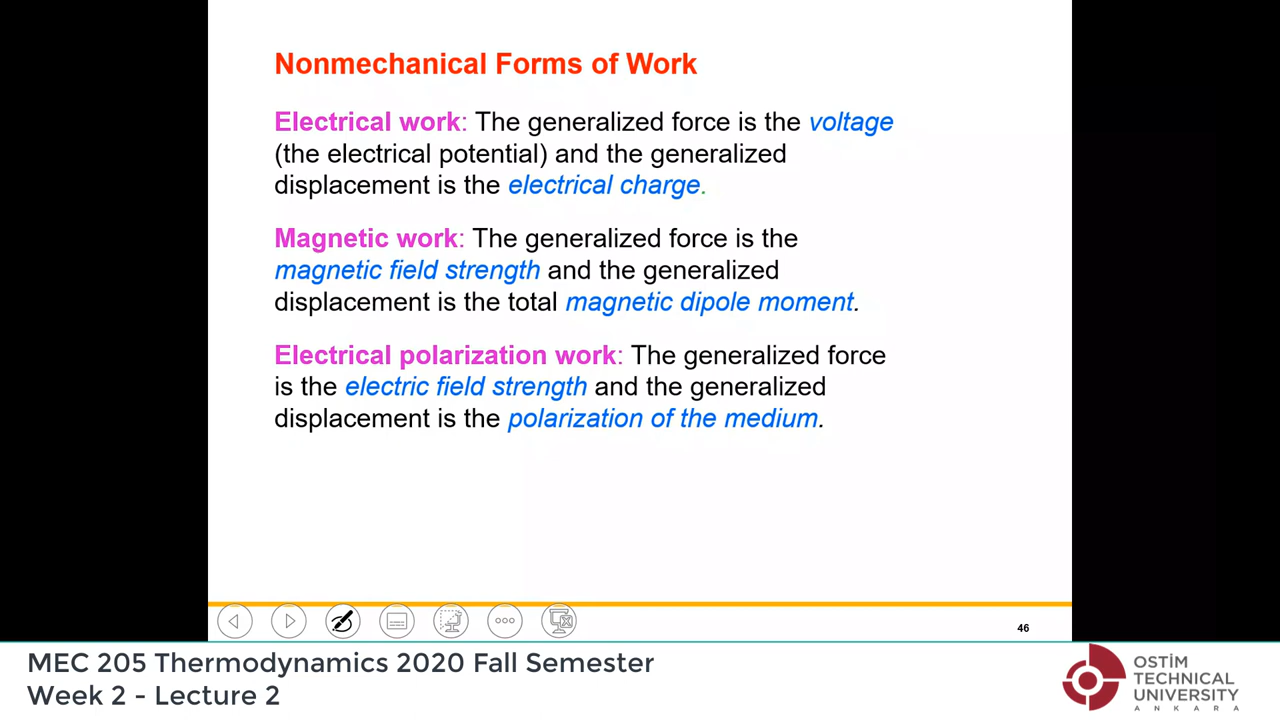 Nonmechanical Forms of Work
Electrical work: The generalized force is the voltage
(the electrical potential) and the generalized
displacement is the electrical charge.
Magnetic work: The generalized force is the
magnetic field strength and the generalized
displacement is the total magnetic dipole moment.
Electrical polarization work: The generalized force
is the electric field strength and the generalized
displacement is the polarization of the medium.
46
MEC 205 Thermodynamics 2020 Fall Semester
Week 2 - Lecture 2
OSTİM
TECHNICAL
UNIVERSITY
ANKARA